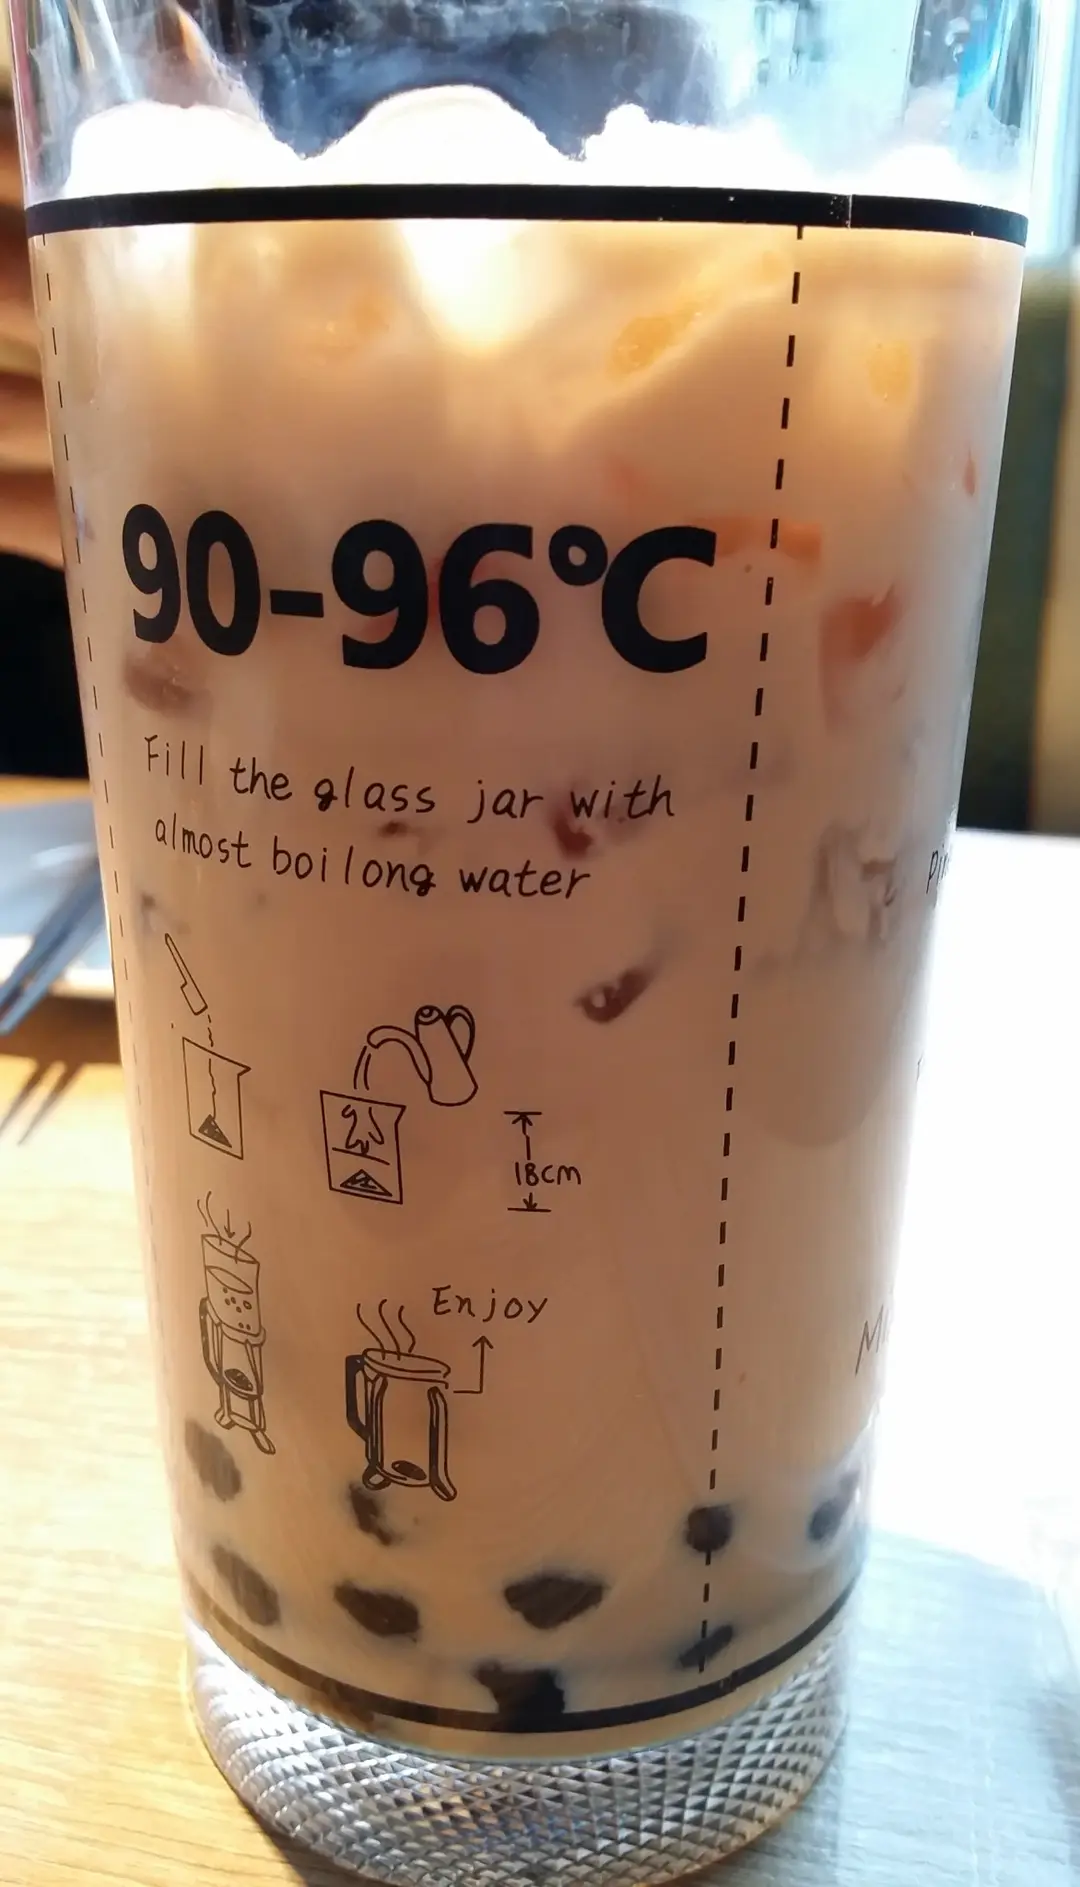 90-96°C
Fill the glass jar with
almost boilong water
18cm
Enjoy